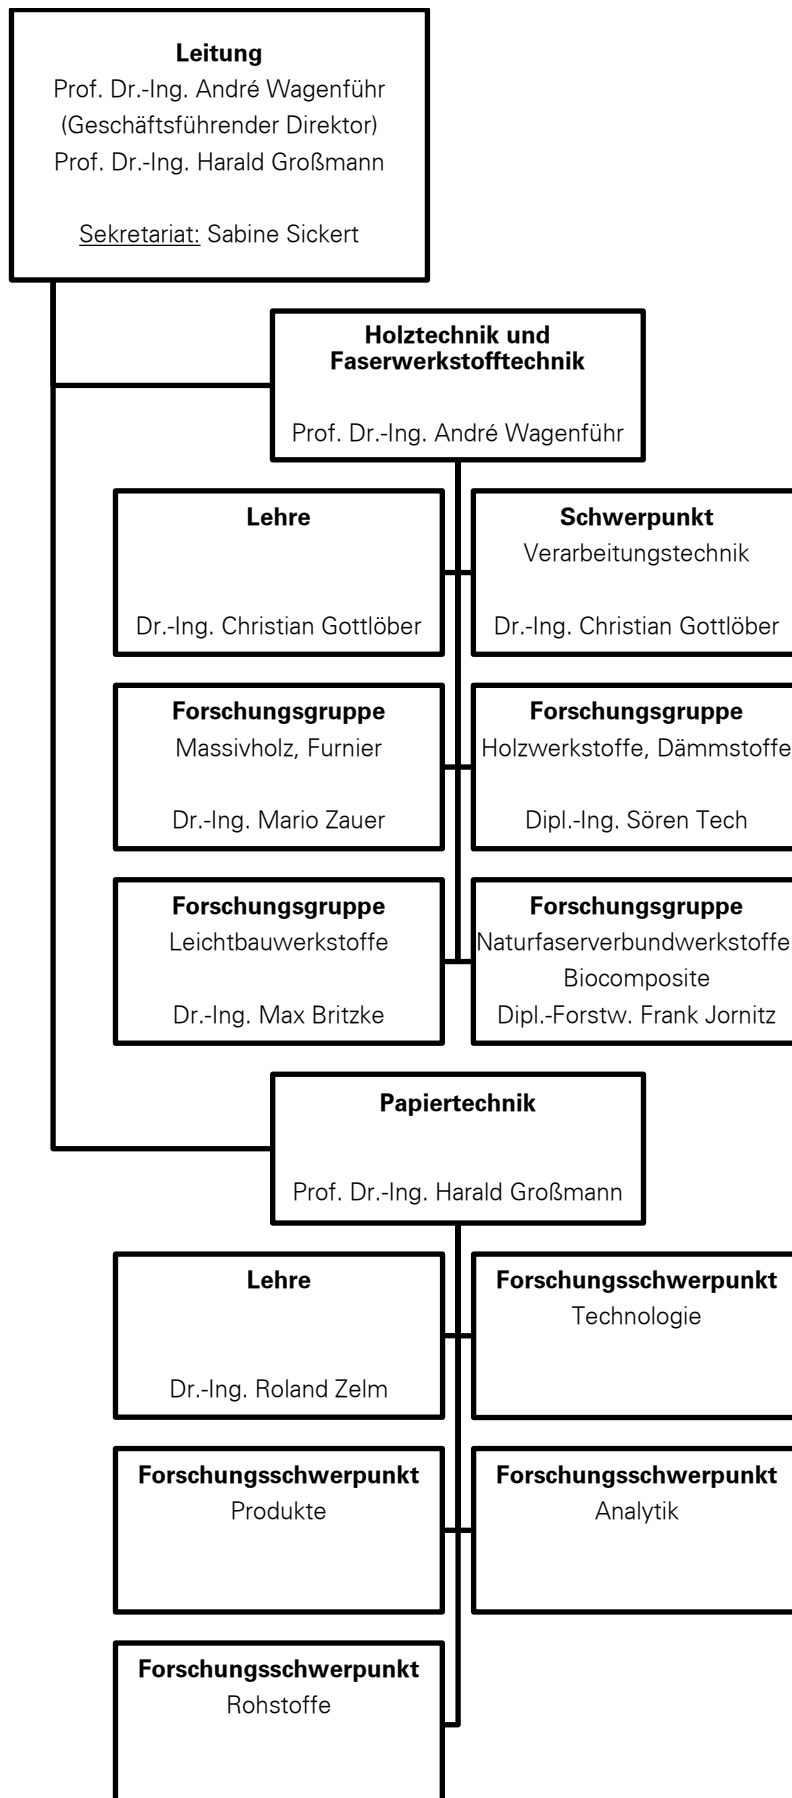 Leitung
Prof. Dr.-Ing. André Wagenführ
(Geschäftsführender Direktor)
Prof. Dr.-Ing. Harald Großmann
Sekretariat: Sabine Sickert
Holztechnik und
Faserwerkstofftechnik
Prof. Dr.-Ing. André Wagenführ
Lehre
Dr.-Ing. Christian Gottlöber
Schwerpunkt
Verarbeitungstechnik
Dr.-Ing. Christian Gottlöber
Forschungsgruppe
Massivholz, Furnier
Dr.-Ing. Mario Zauer
Forschungsgruppe
Holzwerkstoffe, Dämmstoffe
Dipl.-Ing. Sören Tech
Forschungsgruppe
Leichtbauwerkstoffe
Dr.-Ing. Max Britzke
Forschungsgruppe
Naturfaserverbundwerkstoffe,
Biocomposite
Dipl.-Forstw. Frank Jornitz
Papiertechnik
Prof. Dr.-Ing. Harald Großmann
Lehre
Dr.-Ing. Roland Zelm
Forschungsschwerpunkt
Technologie
Forschungsschwerpunkt
Produkte
Forschungsschwerpunkt
Analytik
Forschungsschwerpunkt
Rohstoffe